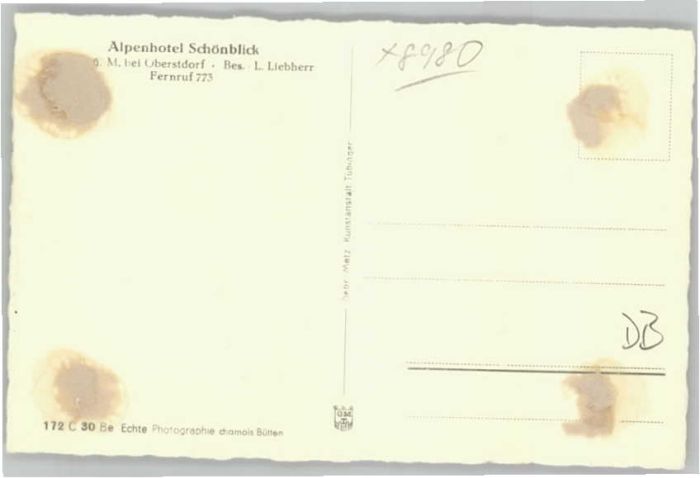 Alpenhotel Schönblick
ü. M. bei Oberstdorf · Bes. L. Liebherr
Fernruf 773
x8980
Gebr. Metz Kunstanstalt Tübingen
DB
172 C 30 Be Echte Photographie chamois Bütten